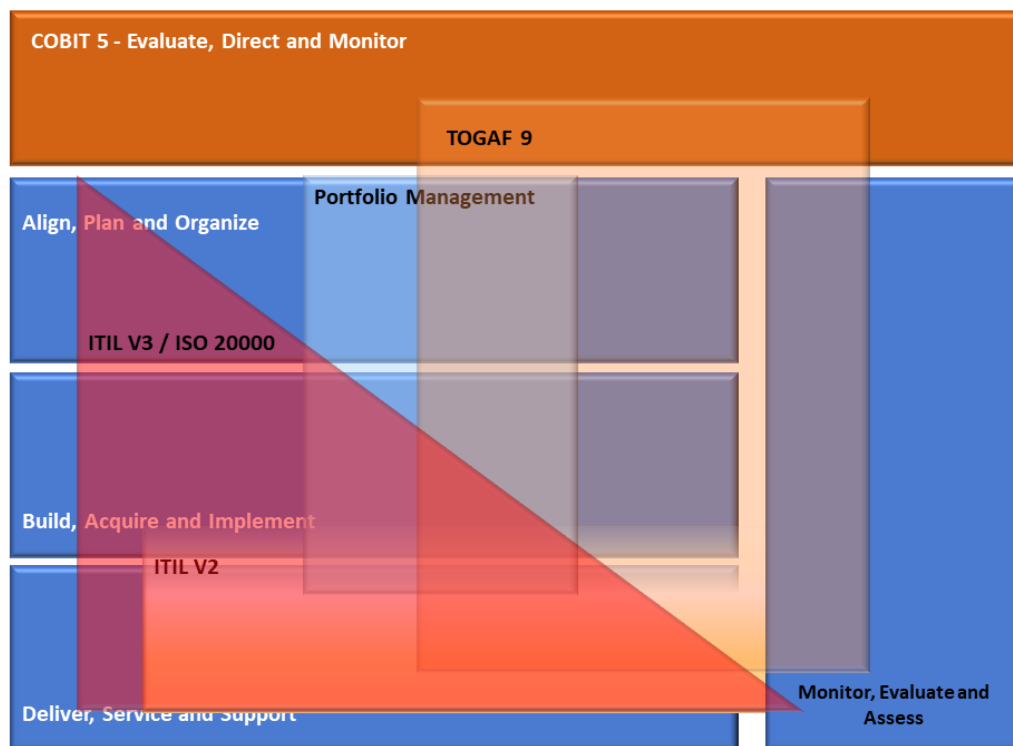 COBIT 5 - Evaluate, Direct and Monitor
TOGAF 9
Portfolio Management
Align, Plan and Organize
ITIL V3 / ISO 20000
Build, Acquire and Implement
ITIL V2
Monitor, Evaluate and
Assess
Deliver, Service and Support